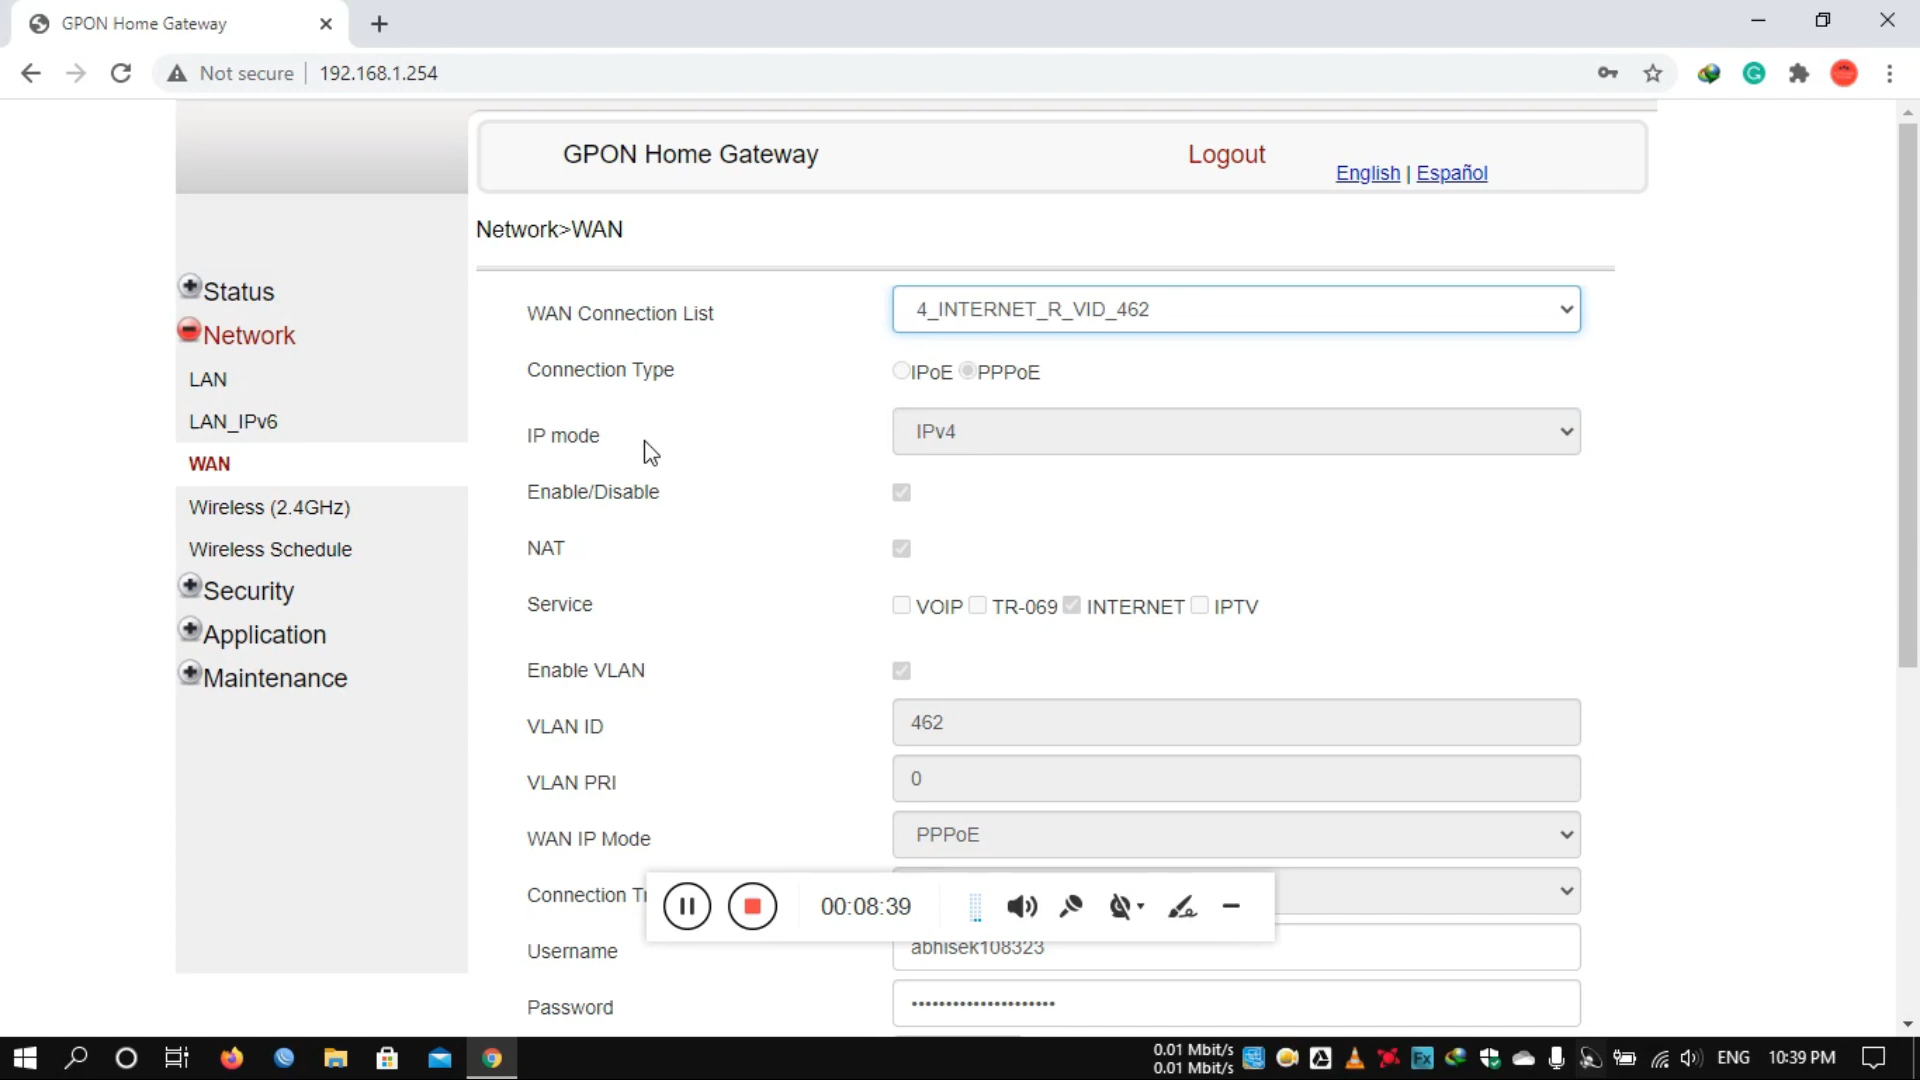 GPON Home Gateway
Not secure 192.168.1.254
GPON Home Gateway
Logout
English | Español
Network>WAN
Status
Network
LAN
LAN_IPv6
WAN
Wireless (2.4GHz)
Wireless Schedule
Security
Application
Maintenance
WAN Connection List 4_INTERNET_R_VID_462
Connection Type IPoE PPPoE
IP mode IPv4
Enable/Disable
NAT
Service VOIP TR-069 INTERNET IPTV
Enable VLAN
VLAN ID 462
VLAN PRI 0
WAN IP Mode PPPoE
Connection
00:08:39
Username abhisek108323
Password •••••••••••••••••••••
0.01 Mbit/s
0.01 Mbit/s
ENG 10:39 PM